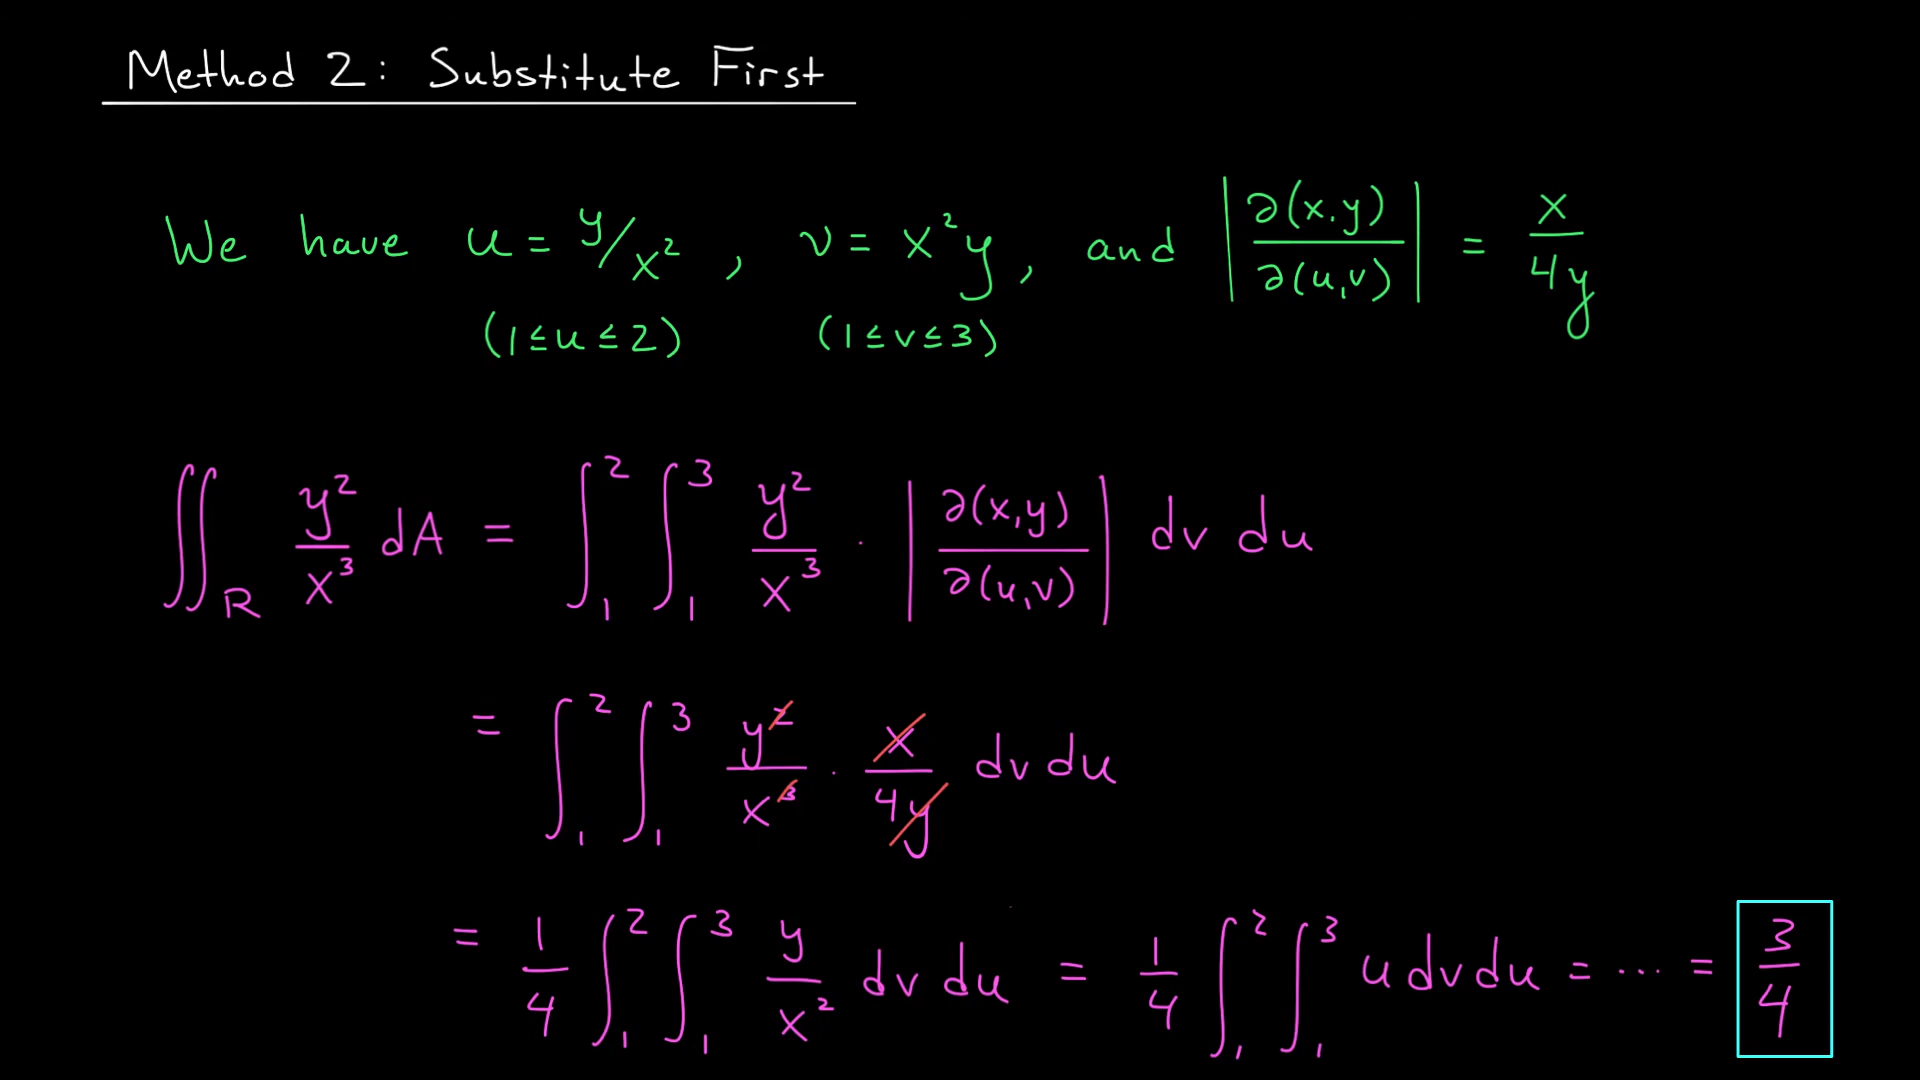 Method 2: Substitute First
We have u = y/x², v = x²y, and |∂(x,y)/∂(u,v)| = x/4y
(1≤u≤2) (1≤v≤3)
∬_R y²/x³ dA = ∫₁² ∫₁³ y²/x³ · |∂(x,y)/∂(u,v)| dv du
= ∫₁² ∫₁³ y²/x³ · x/4y dv du
= 1/4 ∫₁² ∫₁³ y/x² dv du = 1/4 ∫₁² ∫₁³ u dv du = ... = 3/4